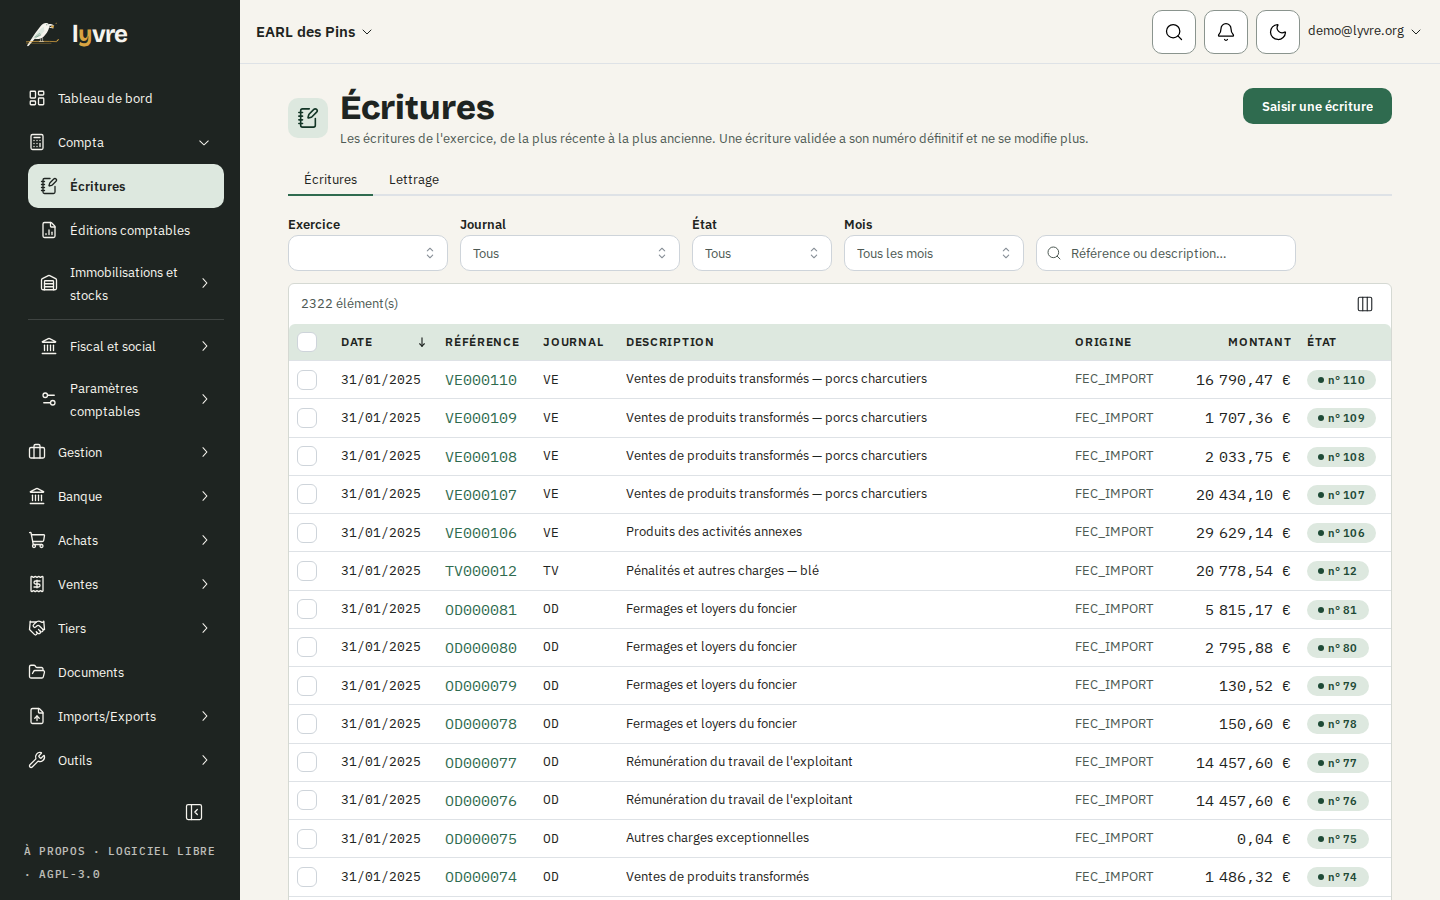 lyvre
EARL des Pins
demo@lyvre.org
Tableau de bord
Compta
Écritures
Éditions comptables
Immobilisations et
stocks
Fiscal et social
Paramètres
comptables
Gestion
Banque
Achats
Ventes
Tiers
Documents
Imports/Exports
Outils
À PROPOS · LOGICIEL LIBRE
· AGPL-3.0
Écritures
Les écritures de l'exercice, de la plus récente à la plus ancienne. Une écriture validée a son numéro définitif et ne se modifie plus.
Saisir une écriture
Écritures Lettrage
Exercice Journal État Mois
Tous Tous Tous les mois Référence ou description...
2322 élément(s)
DATE RÉFÉRENCE JOURNAL DESCRIPTION ORIGINE MONTANT ÉTAT
31/01/2025 VE000110 VE Ventes de produits transformés — porcs charcutiers FEC_IMPORT 16 790,47 € n° 110
31/01/2025 VE000109 VE Ventes de produits transformés — porcs charcutiers FEC_IMPORT 1 707,36 € n° 109
31/01/2025 VE000108 VE Ventes de produits transformés — porcs charcutiers FEC_IMPORT 2 033,75 € n° 108
31/01/2025 VE000107 VE Ventes de produits transformés — porcs charcutiers FEC_IMPORT 20 434,10 € n° 107
31/01/2025 VE000106 VE Produits des activités annexes FEC_IMPORT 29 629,14 € n° 106
31/01/2025 TV000012 TV Pénalités et autres charges — blé FEC_IMPORT 20 778,54 € n° 12
31/01/2025 OD000081 OD Fermages et loyers du foncier FEC_IMPORT 5 815,17 € n° 81
31/01/2025 OD000080 OD Fermages et loyers du foncier FEC_IMPORT 2 795,88 € n° 80
31/01/2025 OD000079 OD Fermages et loyers du foncier FEC_IMPORT 130,52 € n° 79
31/01/2025 OD000078 OD Fermages et loyers du foncier FEC_IMPORT 150,60 € n° 78
31/01/2025 OD000077 OD Rémunération du travail de l'exploitant FEC_IMPORT 14 457,60 € n° 77
31/01/2025 OD000076 OD Rémunération du travail de l'exploitant FEC_IMPORT 14 457,60 € n° 76
31/01/2025 OD000075 OD Autres charges exceptionnelles FEC_IMPORT 0,04 € n° 75
31/01/2025 OD000074 OD Ventes de produits transformés FEC_IMPORT 1 486,32 € n° 74